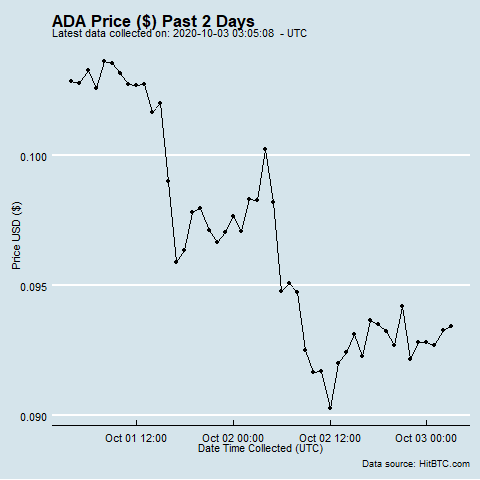 ADA Price ($) Past 2 Days
Latest data collected on: 2020-10-03 03:05:08 - UTC
Price USD ($)
0.100
0.095
0.090
Oct 01 12:00 Oct 02 00:00 Oct 02 12:00 Oct 03 00:00
Date Time Collected (UTC)
Data source: HitBTC.com